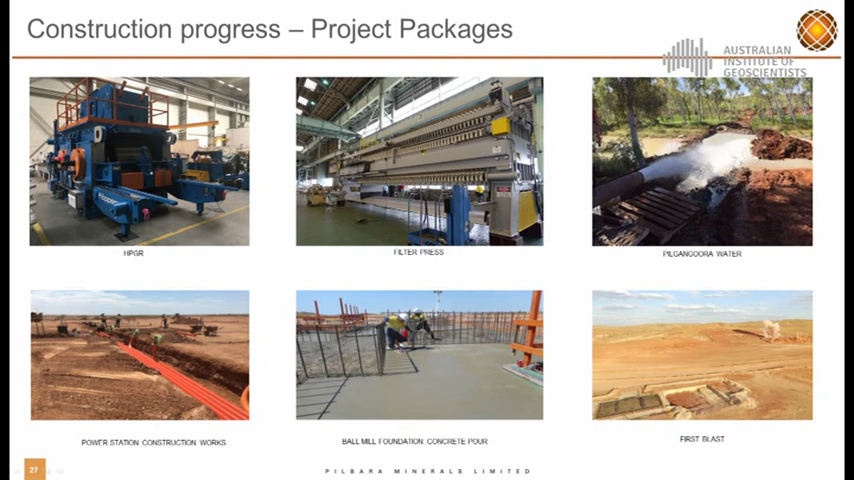 Construction progress – Project Packages
AUSTRALIAN
INSTITUTE OF
GEOSCIENTISTS
HPGR
FILTER PRESS
PILGANGOORA WATER
POWER STATION CONSTRUCTION WORKS
BALL MILL FOUNDATION CONCRETE POUR
FIRST BLAST
27
PILBARA MINERALS LIMITED